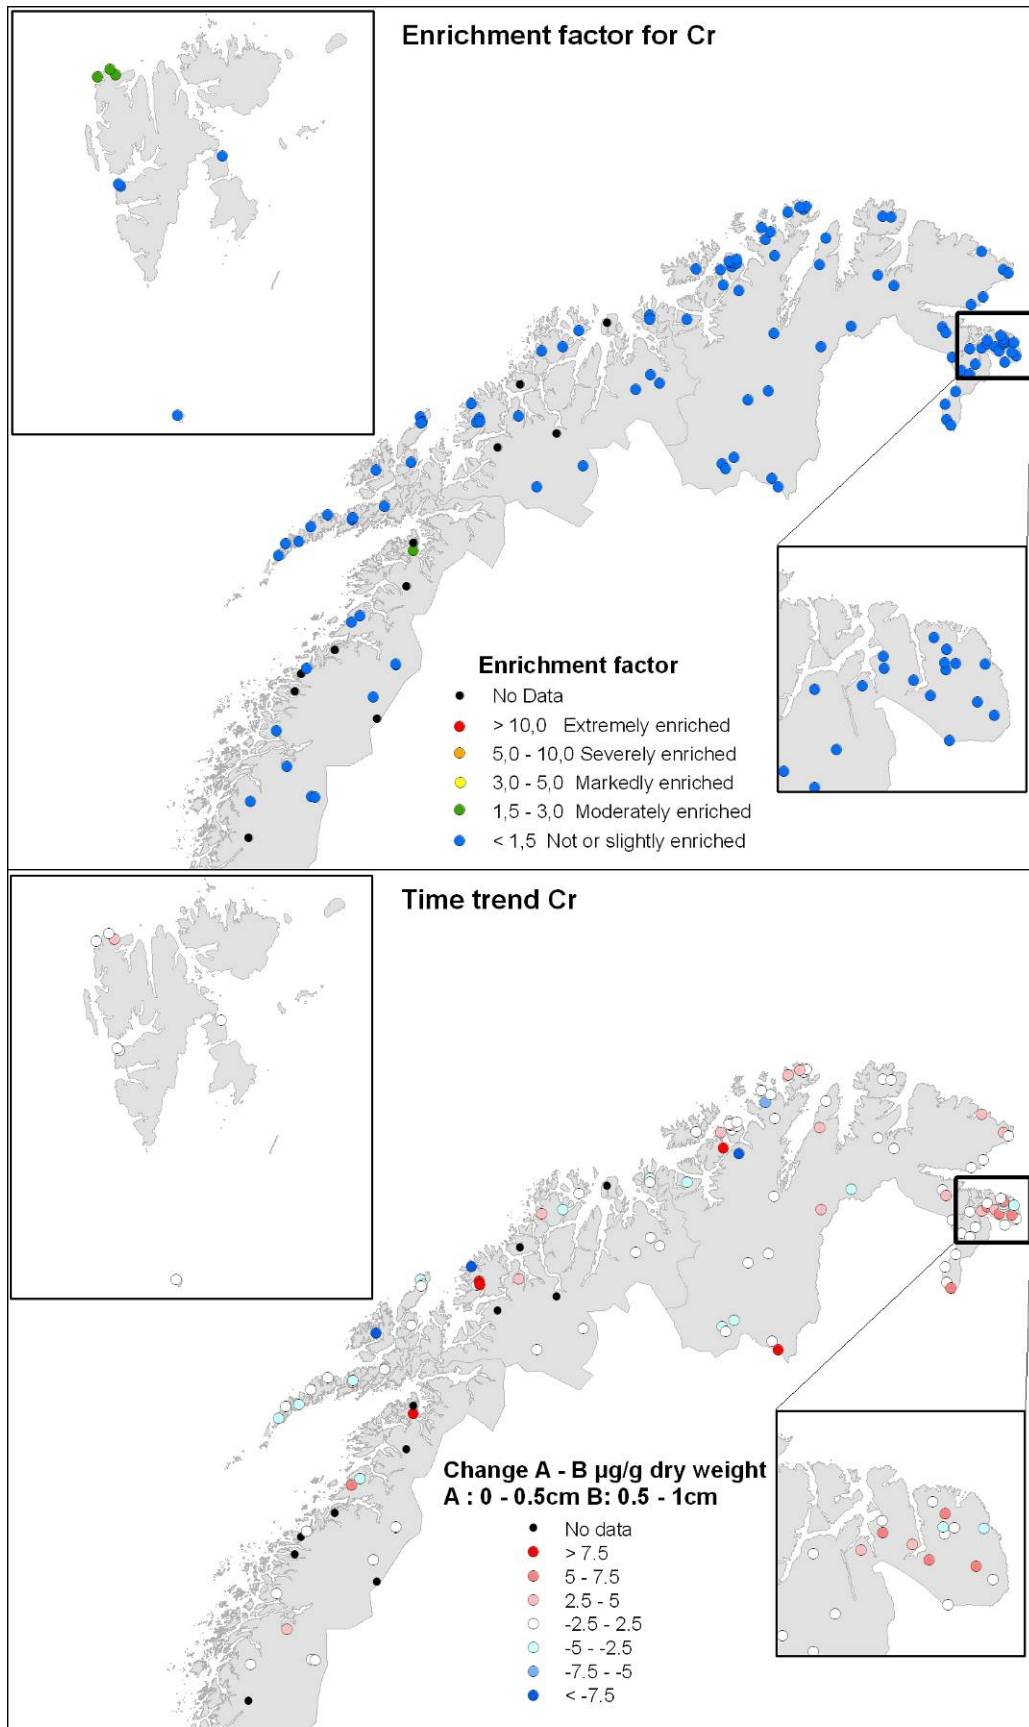 Enrichment factor for Cr
Enrichment factor
No Data
> 10,0 Extremely enriched
5,0 - 10,0 Severely enriched
3,0 - 5,0 Markedly enriched
1,5 - 3,0 Moderately enriched
< 1,5 Not or slightly enriched
Time trend Cr
Change A - B µg/g dry weight
A : 0 - 0.5cm B: 0.5 - 1cm
No data
> 7.5
5 - 7.5
2.5 - 5
-2.5 - 2.5
-5 - -2.5
-7.5 - -5
< -7.5